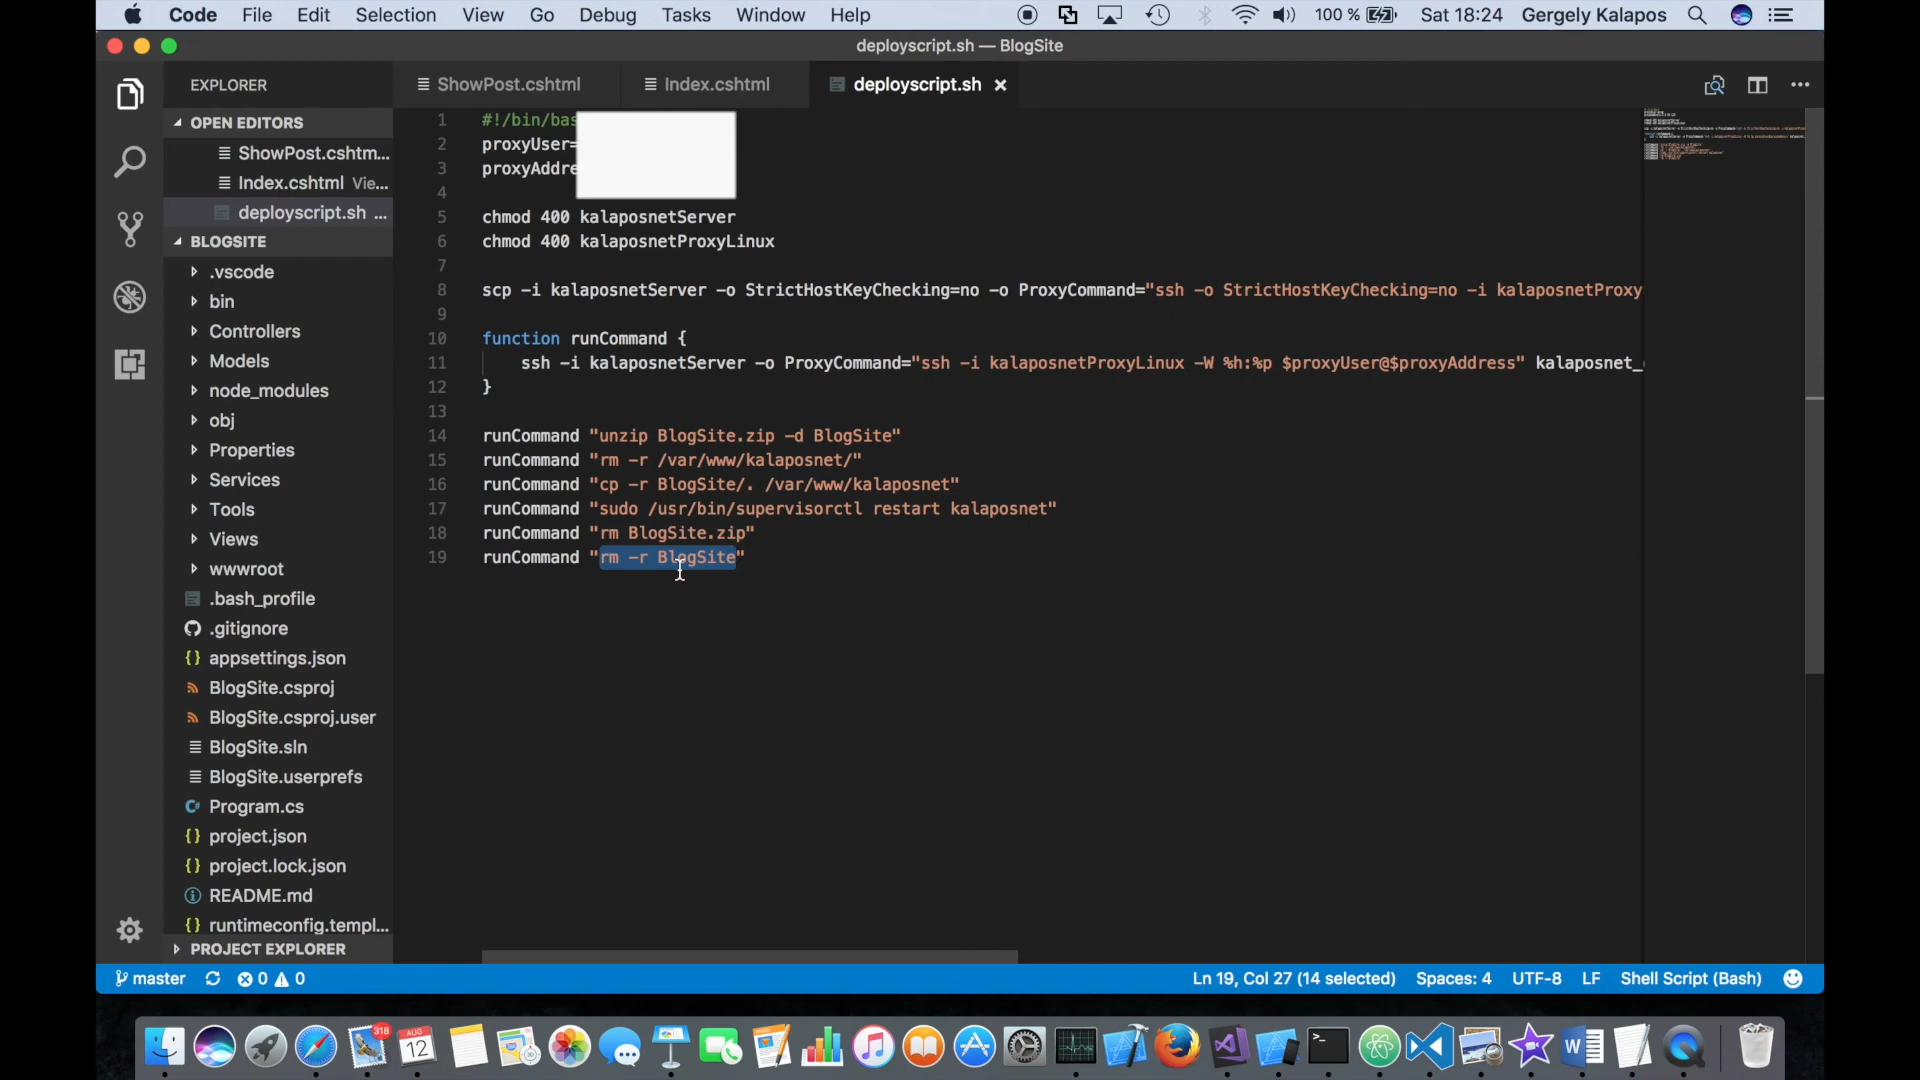 Code File Edit Selection View Go Debug Tasks Window Help 100 % Sat 18:24 Gergely Kalapos
deployscript.sh — BlogSite
EXPLORER
ShowPost.cshtml Index.cshtml deployscript.sh
OPEN EDITORS
ShowPost.cshtm...
Index.cshtml Vie...
deployscript.sh ...
BLOGSITE
.vscode
bin
Controllers
Models
node_modules
obj
Properties
Services
Tools
Views
wwwroot
.bash_profile
.gitignore
appsettings.json
BlogSite.csproj
BlogSite.csproj.user
BlogSite.sln
BlogSite.userprefs
Program.cs
project.json
project.lock.json
README.md
runtimeconfig.templ...
PROJECT EXPLORER
1 #!/bin/bas
2 proxyUser=
3 proxyAddre
4
5 chmod 400 kalaposnetServer
6 chmod 400 kalaposnetProxyLinux
7
8 scp -i kalaposnetServer -o StrictHostKeyChecking=no -o ProxyCommand="ssh -o StrictHostKeyChecking=no -i kalaposnetProxy
9
10 function runCommand {
11 ssh -i kalaposnetServer -o ProxyCommand="ssh -i kalaposnetProxyLinux -W %h:%p $proxyUser@$proxyAddress" kalaposnet_
12 }
13
14 runCommand "unzip BlogSite.zip -d BlogSite"
15 runCommand "rm -r /var/www/kalaposnet/"
16 runCommand "cp -r BlogSite/. /var/www/kalaposnet"
17 runCommand "sudo /usr/bin/supervisorctl restart kalaposnet"
18 runCommand "rm BlogSite.zip"
19 runCommand "rm -r BlogSite"
master 0 0 Ln 19, Col 27 (14 selected) Spaces: 4 UTF-8 LF Shell Script (Bash)
318
AUG
12